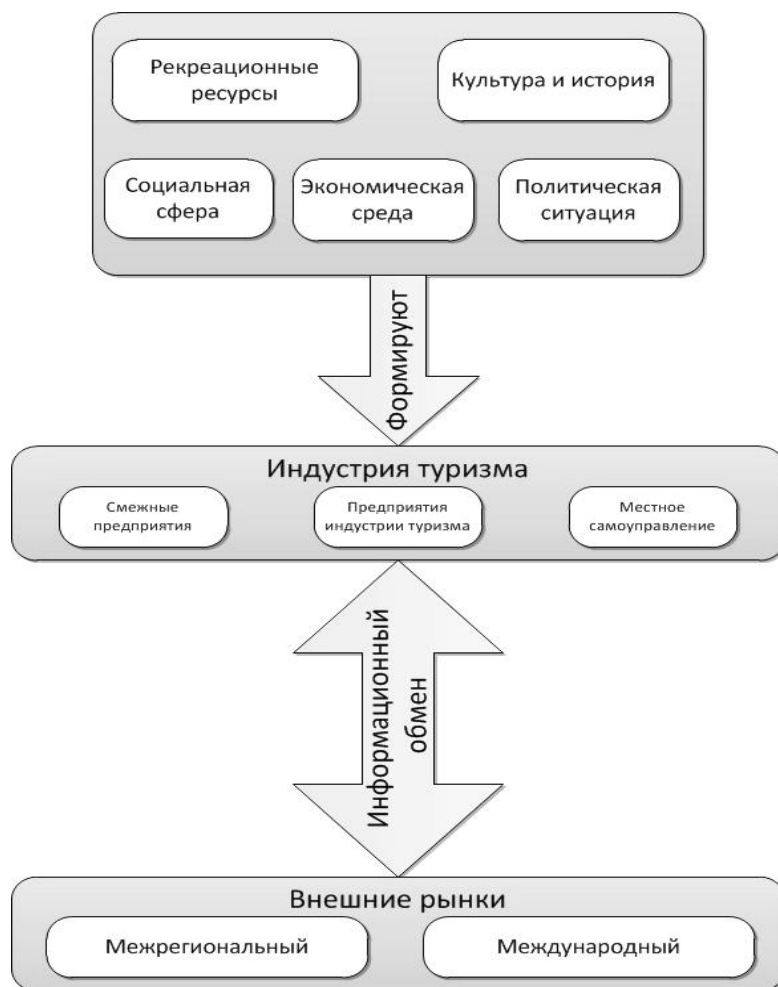 Рекреационные
ресурсы
Культура и история
Социальная
сфера
Экономическая
среда
Политическая
ситуация
Формируют
Индустрия туризма
Смежные
предприятия
Предприятия
индустрии туризма
Местное
самоуправление
Информационный
обмен
Внешние рынки
Межрегиональный
Международный